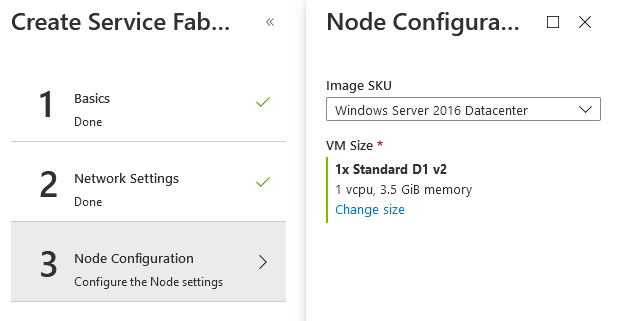 Create Service Fab...
«
1
Basics
Done
2
Network Settings
Done
3
Node Configuration
Configure the Node settings
Node Configura...
Image SKU
Windows Server 2016 Datacenter
VM Size *
1x Standard D1 v2
1 vcpu, 3.5 GiB memory
Change size